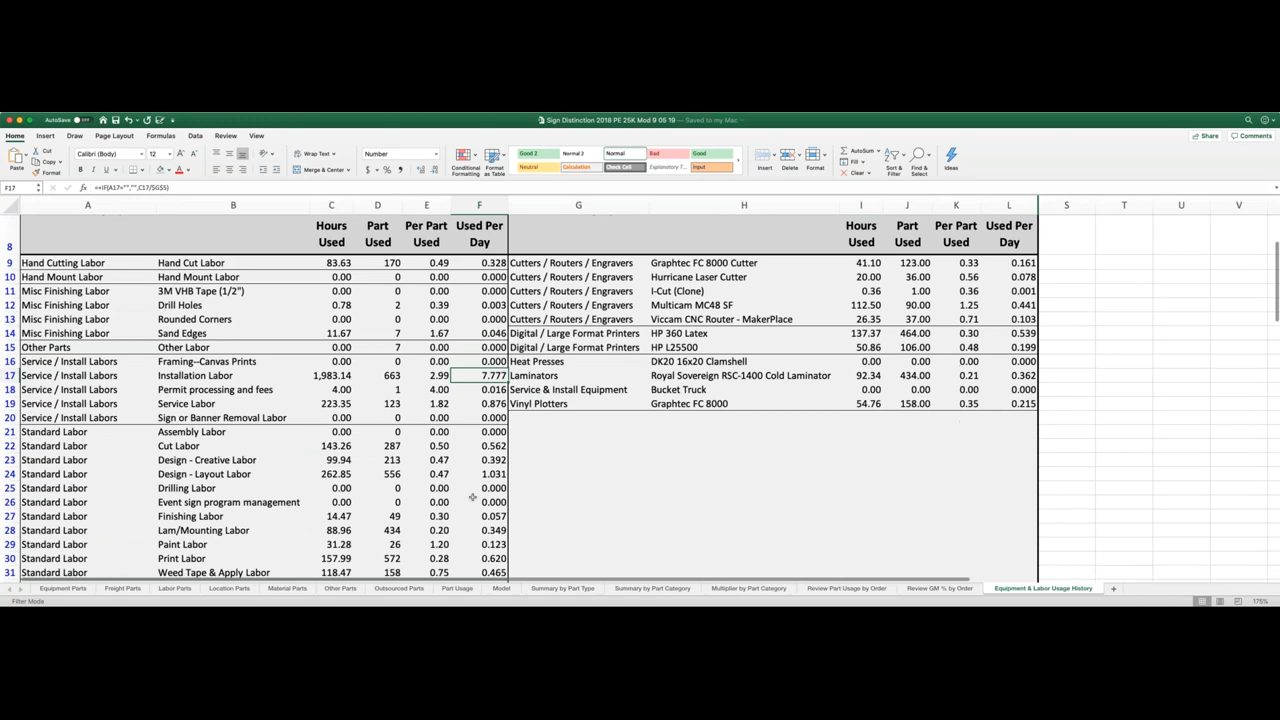 AutoSave OFF
Sign Distinction 2018 PE 25K Mod 9 05 19 — Saved to my Mac
Home Insert Draw Page Layout Formulas Data Review View Share Comments
Paste Cut Copy Format Calibri (Body) 12 Wrap Text Merge & Center Number Conditional Formatting Format as Table Good 2 Normal 2 Normal Bad Good Neutral Calculation Check Cell Explanatory T... Input Insert Delete Format AutoSum Fill Clear Sort & Filter Find & Select Ideas
F17 fx =+IF(A17="","",C17/$G$5)
A B C D E F G H I J K L S T U V
8 Hours Used Part Used Per Part Used Used Per Day Hours Used Part Used Per Part Used Used Per Day
9 Hand Cutting Labor Hand Cut Labor 83.63 170 0.49 0.328 Cutters / Routers / Engravers Graphtec FC 8000 Cutter 41.10 123.00 0.33 0.161
10 Hand Mount Labor Hand Mount Labor 0.00 0 0.00 0.000 Cutters / Routers / Engravers Hurricane Laser Cutter 20.00 36.00 0.56 0.078
11 Misc Finishing Labor 3M VHB Tape (1/2") 0.00 0 0.00 0.000 Cutters / Routers / Engravers I-Cut (Clone) 0.36 1.00 0.36 0.001
12 Misc Finishing Labor Drill Holes 0.78 2 0.39 0.003 Cutters / Routers / Engravers Multicam MC48 SF 112.50 90.00 1.25 0.441
13 Misc Finishing Labor Rounded Corners 0.00 0 0.00 0.000 Cutters / Routers / Engravers Viccam CNC Router - MakerPlace 26.35 37.00 0.71 0.103
14 Misc Finishing Labor Sand Edges 11.67 7 1.67 0.046 Digital / Large Format Printers HP 360 Latex 137.37 464.00 0.30 0.539
15 Other Parts Other Labor 0.00 7 0.00 0.000 Digital / Large Format Printers HP L25500 50.86 106.00 0.48 0.199
16 Service / Install Labors Framing--Canvas Prints 0.00 0 0.00 0.000 Heat Presses DK20 16x20 Clamshell 0.00 0.00 0.00 0.000
17 Service / Install Labors Installation Labor 1,983.14 663 2.99 7.777 Laminators Royal Sovereign RSC-1400 Cold Laminator 92.34 434.00 0.21 0.362
18 Service / Install Labors Permit processing and fees 4.00 1 4.00 0.016 Service & Install Equipment Bucket Truck 0.00 0.00 0.00 0.000
19 Service / Install Labors Service Labor 223.35 123 1.82 0.876 Vinyl Plotters Graphtec FC 8000 54.76 158.00 0.35 0.215
20 Service / Install Labors Sign or Banner Removal Labor 0.00 0 0.00 0.000
21 Standard Labor Assembly Labor 0.00 0 0.00 0.000
22 Standard Labor Cut Labor 143.26 287 0.50 0.562
23 Standard Labor Design - Creative Labor 99.94 213 0.47 0.392
24 Standard Labor Design - Layout Labor 262.85 556 0.47 1.031
25 Standard Labor Drilling Labor 0.00 0 0.00 0.000
26 Standard Labor Event sign program management 0.00 0 0.00 0.000
27 Standard Labor Finishing Labor 14.47 49 0.30 0.057
28 Standard Labor Lam/Mounting Labor 88.96 434 0.20 0.349
29 Standard Labor Paint Labor 31.28 26 1.20 0.123
30 Standard Labor Print Labor 157.99 572 0.28 0.620
31 Standard Labor Weed Tape & Apply Labor 118.47 158 0.75 0.465
Equipment Parts Freight Parts Labor Parts Location Parts Material Parts Other Parts Outsourced Parts Part Usage Model Summary by Part Type Summary by Part Category Multiplier by Part Category Review Part Usage by Order Review GM % by Order Equipment & Labor Usage History +
Filter Mode 175%